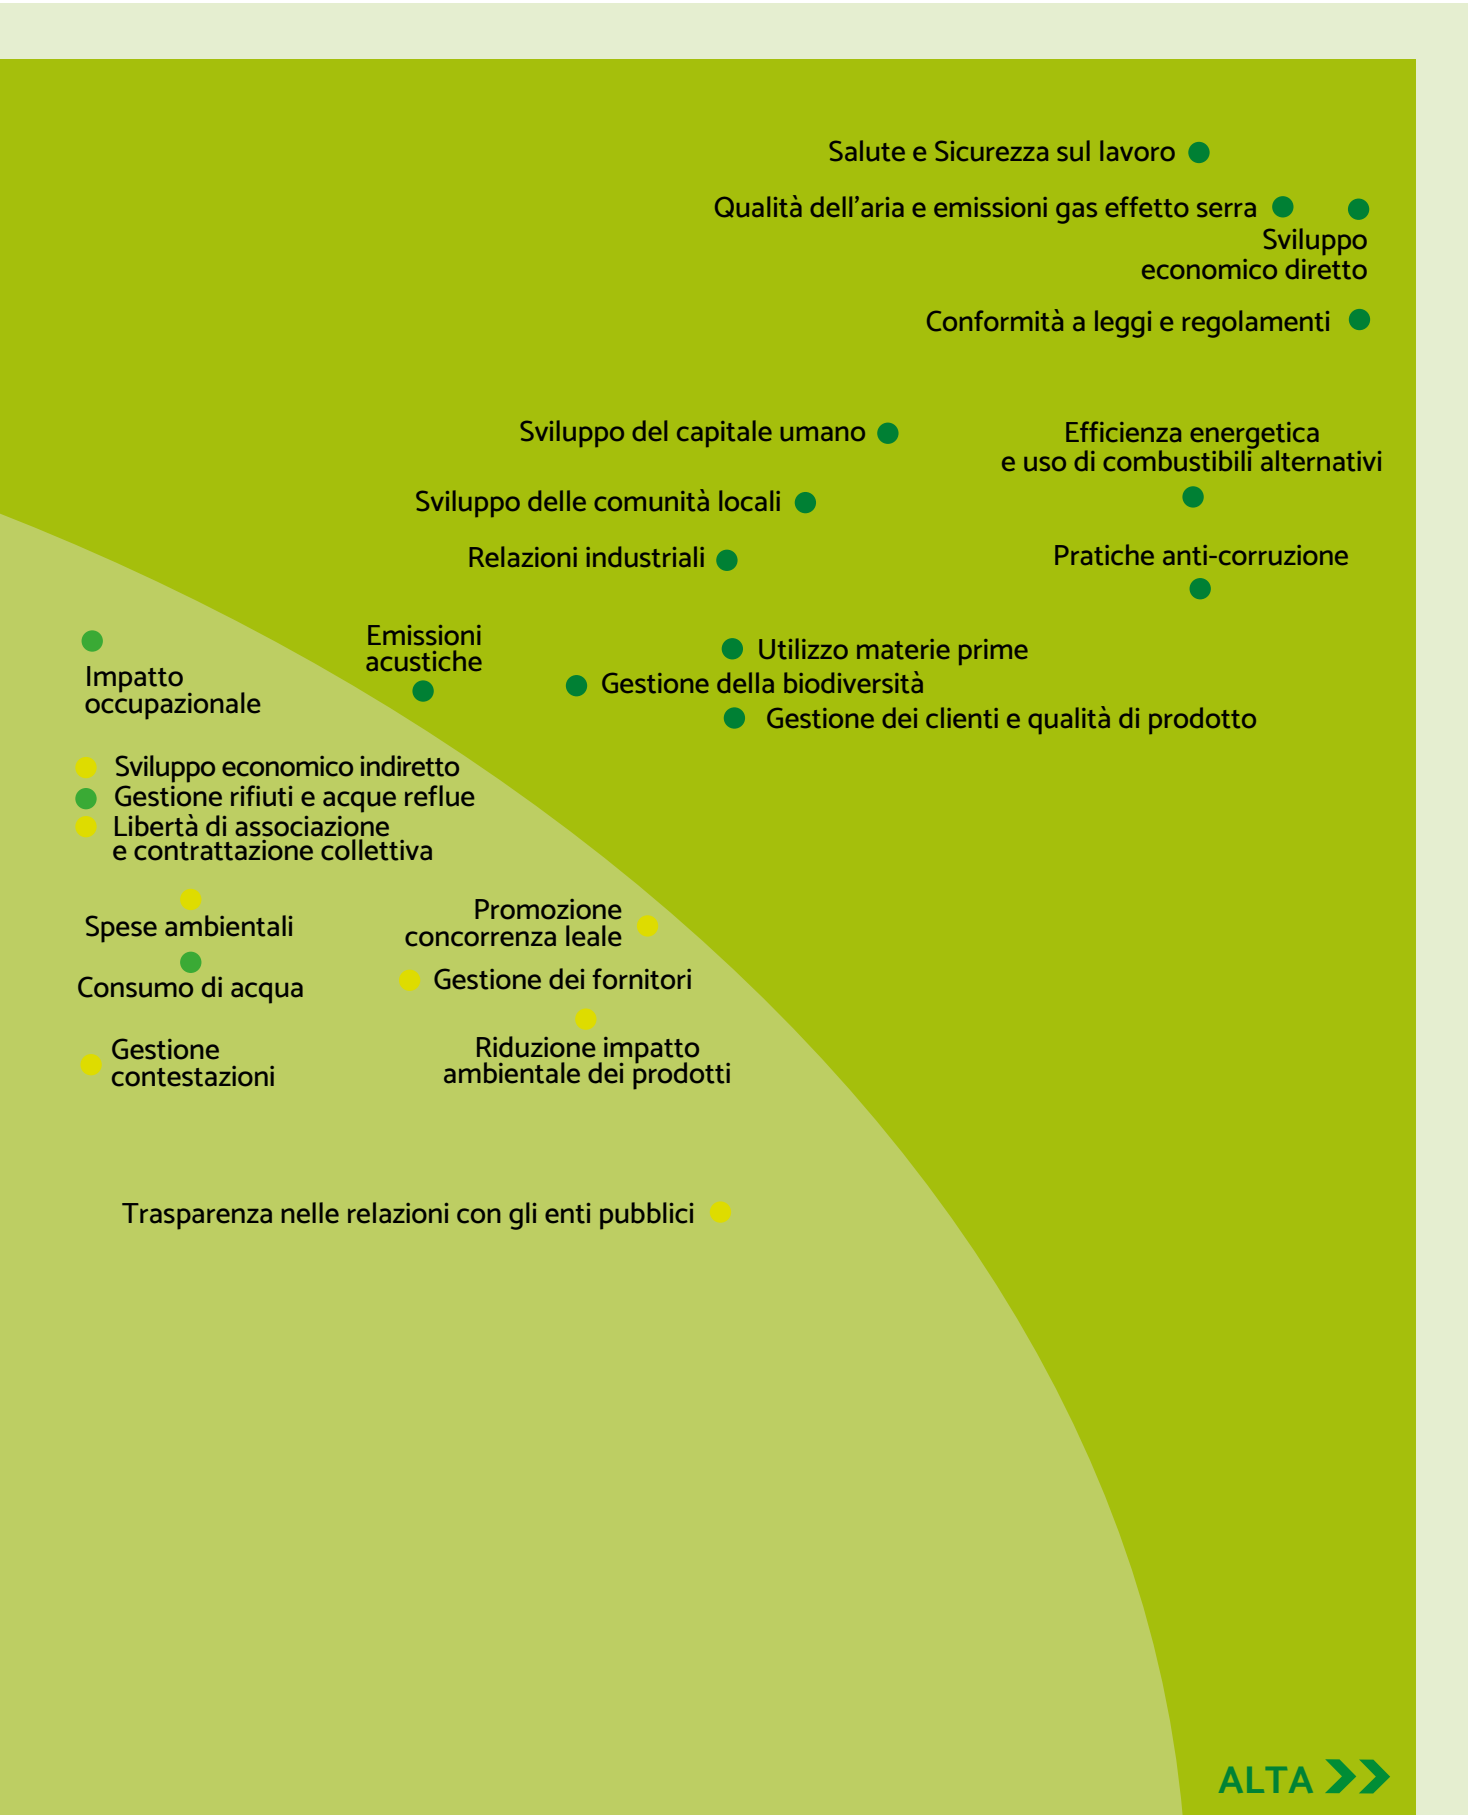 Salute e Sicurezza sul lavoro
Qualità dell'aria e emissioni gas effetto serra
Sviluppo
economico diretto
Conformità a leggi e regolamenti
Sviluppo del capitale umano
Efficienza energetica
e uso di combustibili alternativi
Sviluppo delle comunità locali
Relazioni industriali
Pratiche anti-corruzione
Emissioni
acustiche
Utilizzo materie prime
Gestione della biodiversità
Gestione dei clienti e qualità di prodotto
Impatto
occupazionale
Sviluppo economico indiretto
Gestione rifiuti e acque reflue
Libertà di associazione
e contrattazione collettiva
Spese ambientali
Promozione
concorrenza leale
Consumo di acqua
Gestione dei fornitori
Gestione
contestazioni
Riduzione impatto
ambientale dei prodotti
Trasparenza nelle relazioni con gli enti pubblici
ALTA